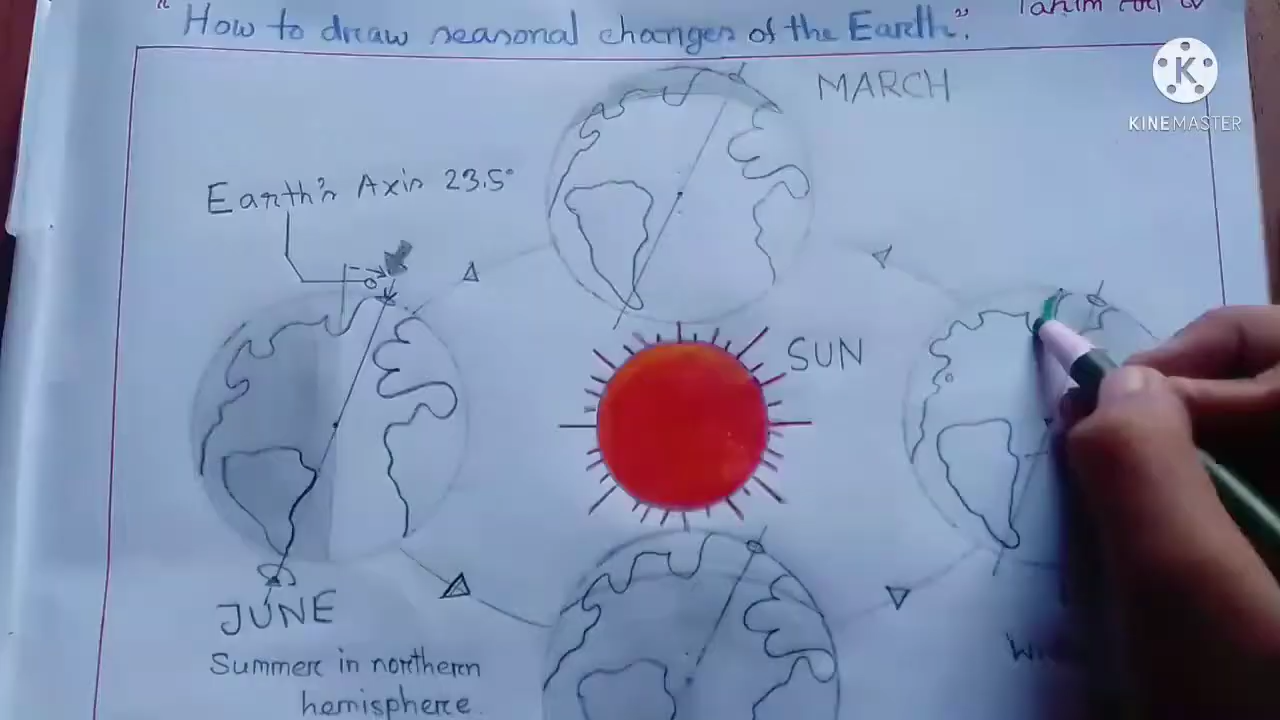 "How to draw seasonal changes of the Earth".
MARCH
KINEMASTER
Earth's Axis 23.5°
SUN
JUNE
Summer in northern
hemisphere.